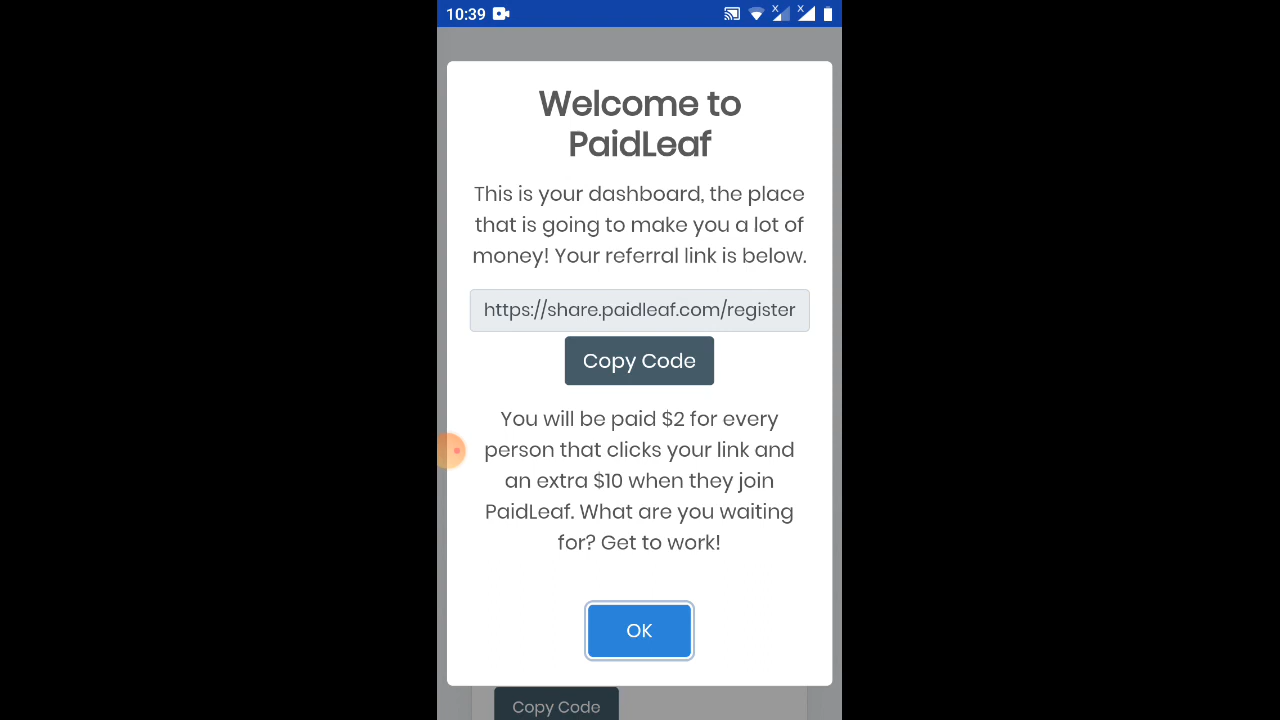 10:39
Welcome to
PaidLeaf
This is your dashboard, the place
that is going to make you a lot of
money! Your referral link is below.
https://share.paidleaf.com/register
Copy Code
You will be paid $2 for every
person that clicks your link and
an extra $10 when they join
PaidLeaf. What are you waiting
for? Get to work!
OK
Copy Code